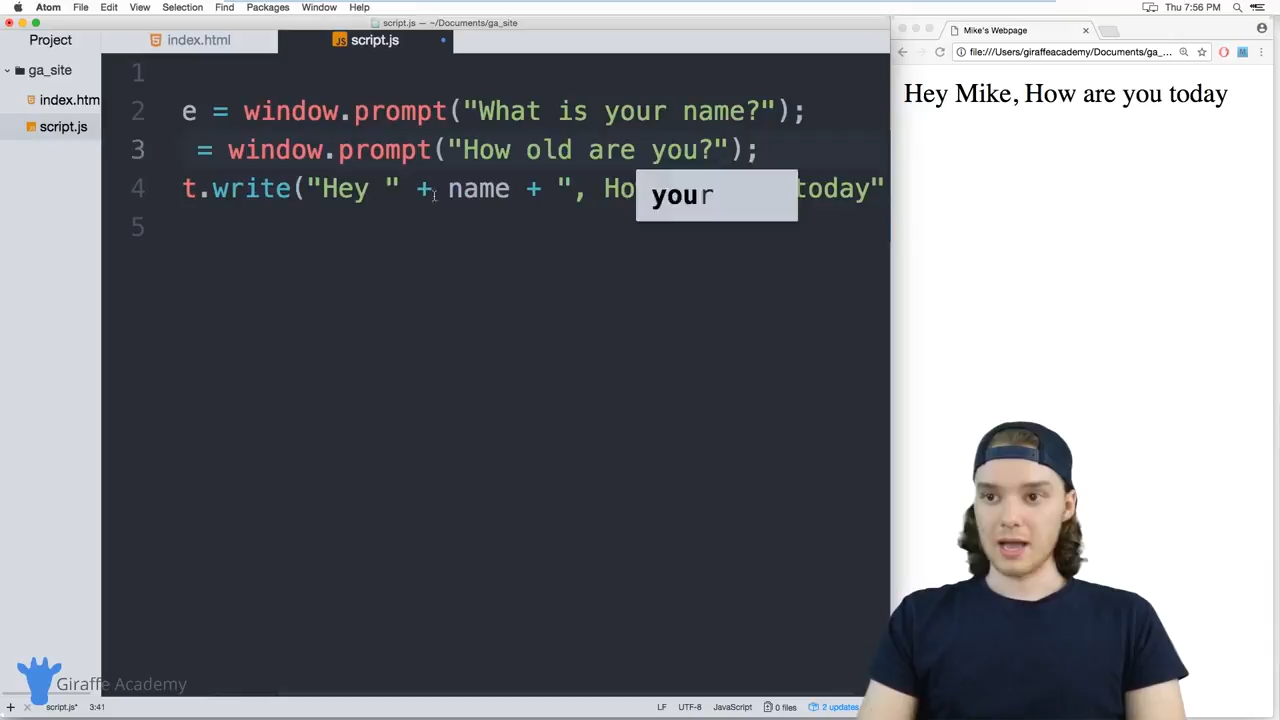 Atom File Edit View Selection Find Packages Window Help
Thu 7:56 PM
script.js — ~/Documents/ga_site
Mike's Webpage
Project
index.html
script.js
file:///Users/giraffeacademy/Documents/ga_...
ga_site
index.htm
script.js
1
2 e = window.prompt("What is your name?");
3 = window.prompt("How old are you?");
4 t.write("Hey " + name + ", Ho today"
your
5
Hey Mike, How are you today
Giraffe Academy
script.js* 3:41 LF UTF-8 JavaScript 0 files 2 updates